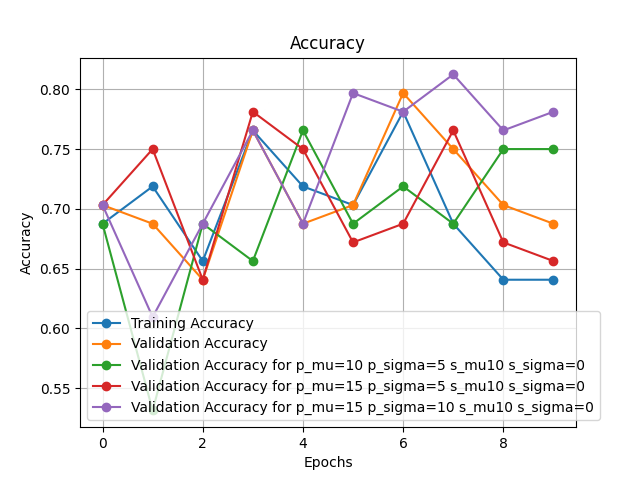 Accuracy
0.80
0.75
0.70
0.65
0.60
0.55
Accuracy
Training Accuracy
Validation Accuracy
Validation Accuracy for p_mu=10 p_sigma=5 s_mu10 s_sigma=0
Validation Accuracy for p_mu=15 p_sigma=5 s_mu10 s_sigma=0
Validation Accuracy for p_mu=15 p_sigma=10 s_mu10 s_sigma=0
0 2 4 6 8
Epochs